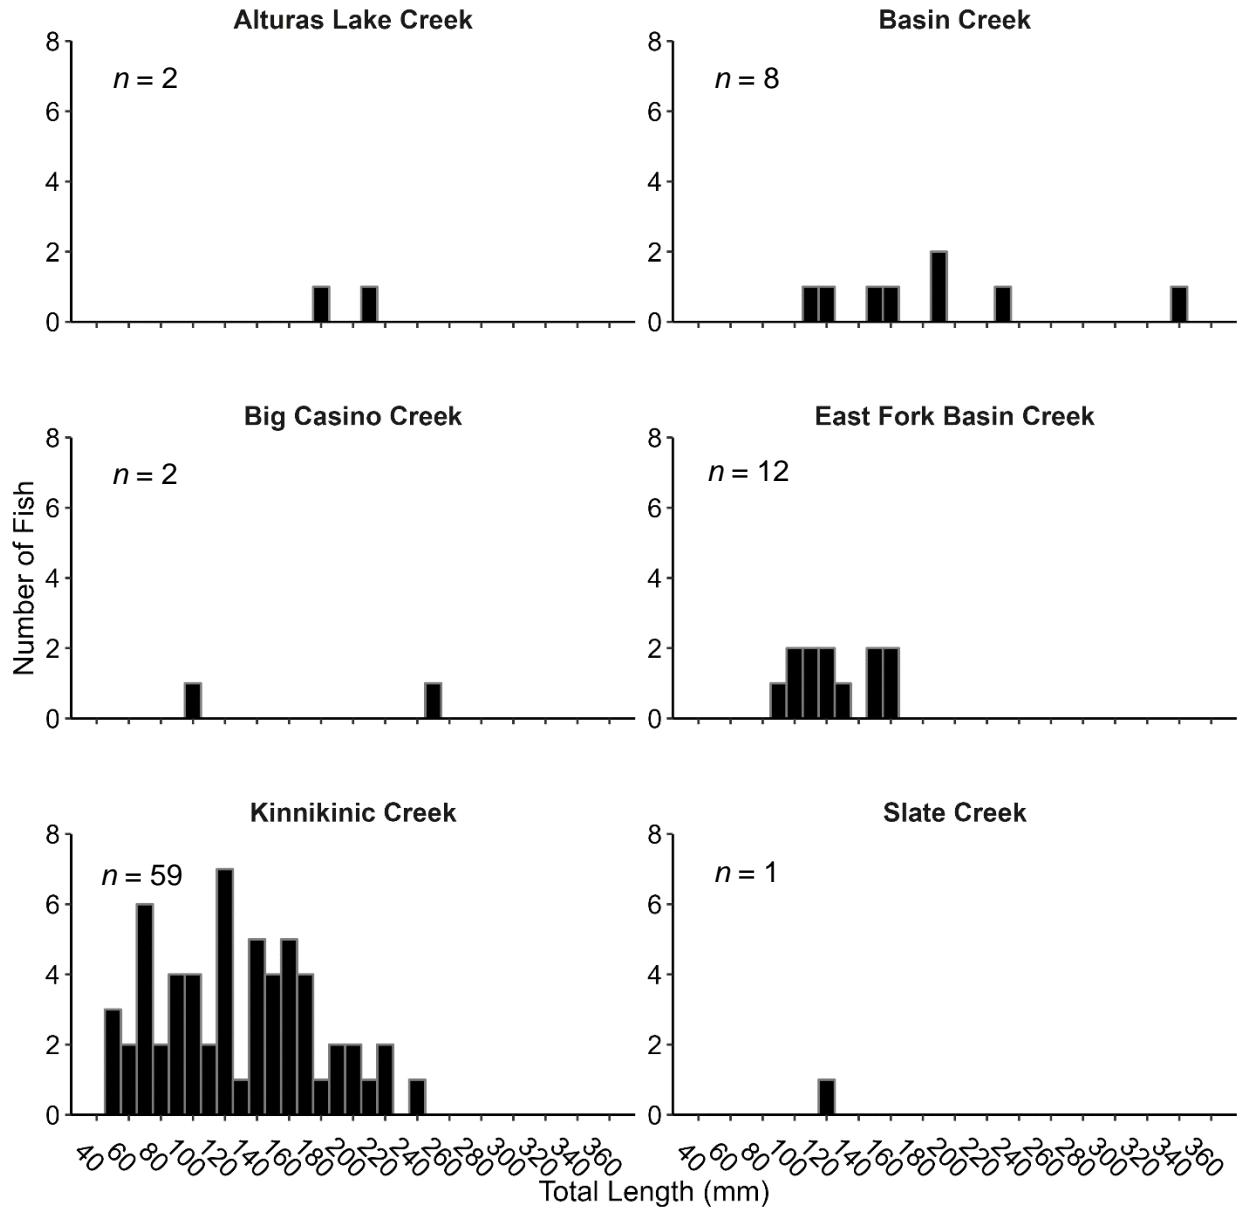 Alturas Lake Creek
8
6
4
2
0
n = 2
Basin Creek
8
6
4
2
0
n = 8
Big Casino Creek
8
6
4
2
0
n = 2
East Fork Basin Creek
8
6
4
2
0
n = 12
Number of Fish
Kinnikinic Creek
8
6
4
2
0
n = 59
40 60 80 100 120 140 160 180 200 220 240 260 280 300 320 340 360
Slate Creek
8
6
4
2
0
n = 1
40 60 80 100 120 140 160 180 200 220 240 260 280 300 320 340 360
Total Length (mm)